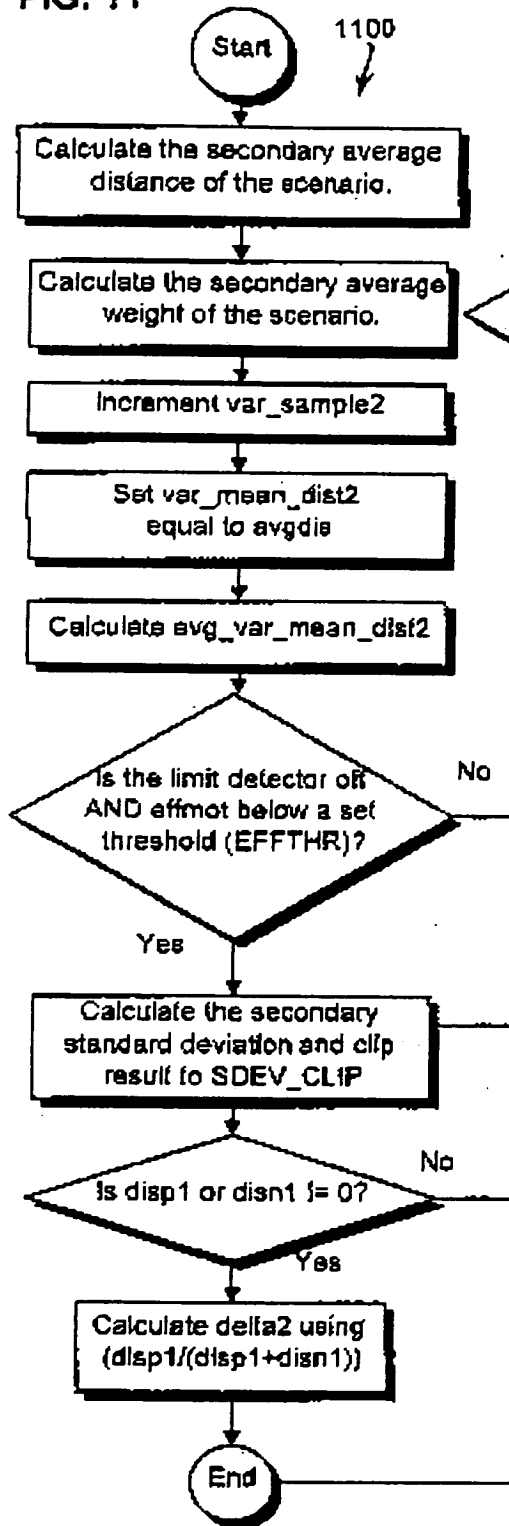 FIG. 11
1100
Start
Calculate the secondary average
distance of the scenario.
Calculate the secondary average
weight of the scenario.
Increment var_sample2
Set var_mean_dist2
equal to avgdis
Calculate avg_var_mean_dist2
Is the limit detector off
AND effmot below a set
threshold (EFFTHR)?
No
Yes
Calculate the secondary
standard deviation and clip
result to SDEV_CLIP
Is disp1 or disn1 != 0?
No
Yes
Calculate delta2 using
(disp1/(disp1+disn1))
End